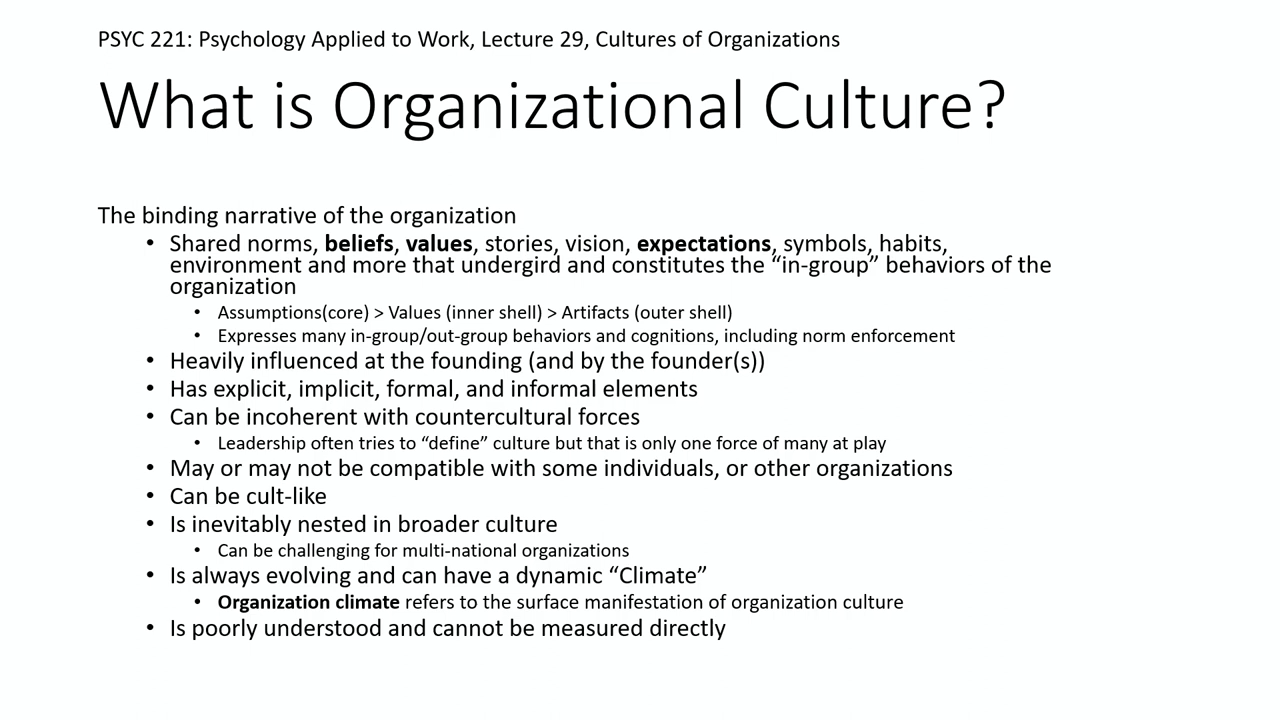 PSYC 221: Psychology Applied to Work, Lecture 29, Cultures of Organizations
What is Organizational Culture?
The binding narrative of the organization
• Shared norms, beliefs, values, stories, vision, expectations, symbols, habits,
environment and more that undergird and constitutes the “in-group” behaviors of the
organization
• Assumptions(core) > Values (inner shell) > Artifacts (outer shell)
• Expresses many in-group/out-group behaviors and cognitions, including norm enforcement
• Heavily influenced at the founding (and by the founder(s))
• Has explicit, implicit, formal, and informal elements
• Can be incoherent with countercultural forces
• Leadership often tries to “define” culture but that is only one force of many at play
• May or may not be compatible with some individuals, or other organizations
• Can be cult-like
• Is inevitably nested in broader culture
• Can be challenging for multi-national organizations
• Is always evolving and can have a dynamic “Climate”
• Organization climate refers to the surface manifestation of organization culture
• Is poorly understood and cannot be measured directly